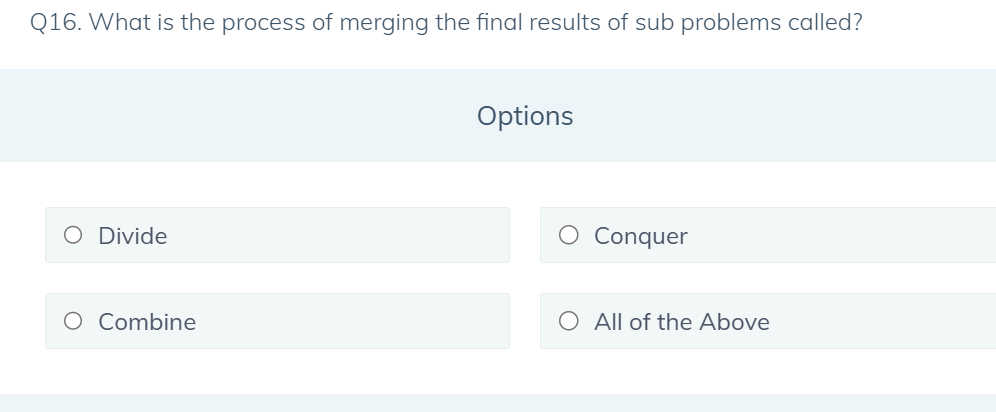 Q16. What is the process of merging the final results of sub problems called?
Options
Divide
Conquer
Combine
All of the Above